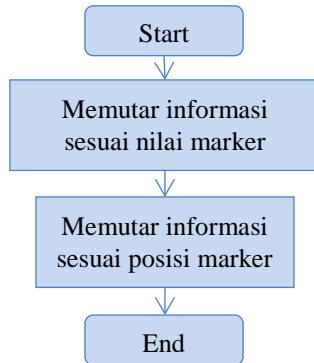 Start
Memutar informasi
sesuai nilai marker
Memutar informasi
sesuai posisi marker
End